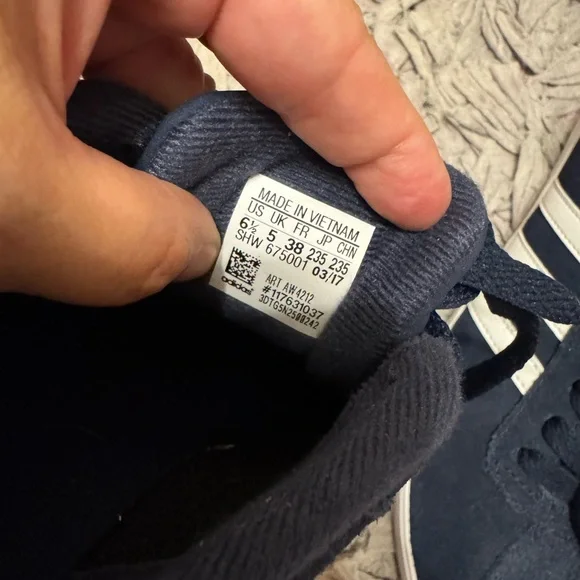 MADE IN VIETNAM
US UK FR JP CHN
6½ 5 38 235 235
SHW 675001 03/17
ART AW4212
#117631037
3DTG5N2500242
adidas